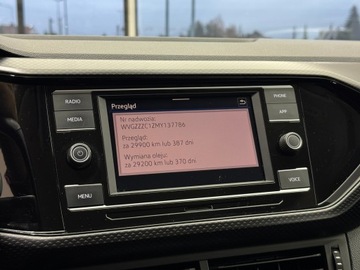 RADIO
MEDIA
MENU
Przegląd
Nr nadwozia:
WVGZZZC1ZMY137786
Przegląd:
za 29900 km lub 387 dni
Wymiana oleju:
za 29200 km lub 370 dni
PHONE
APP
VOICE